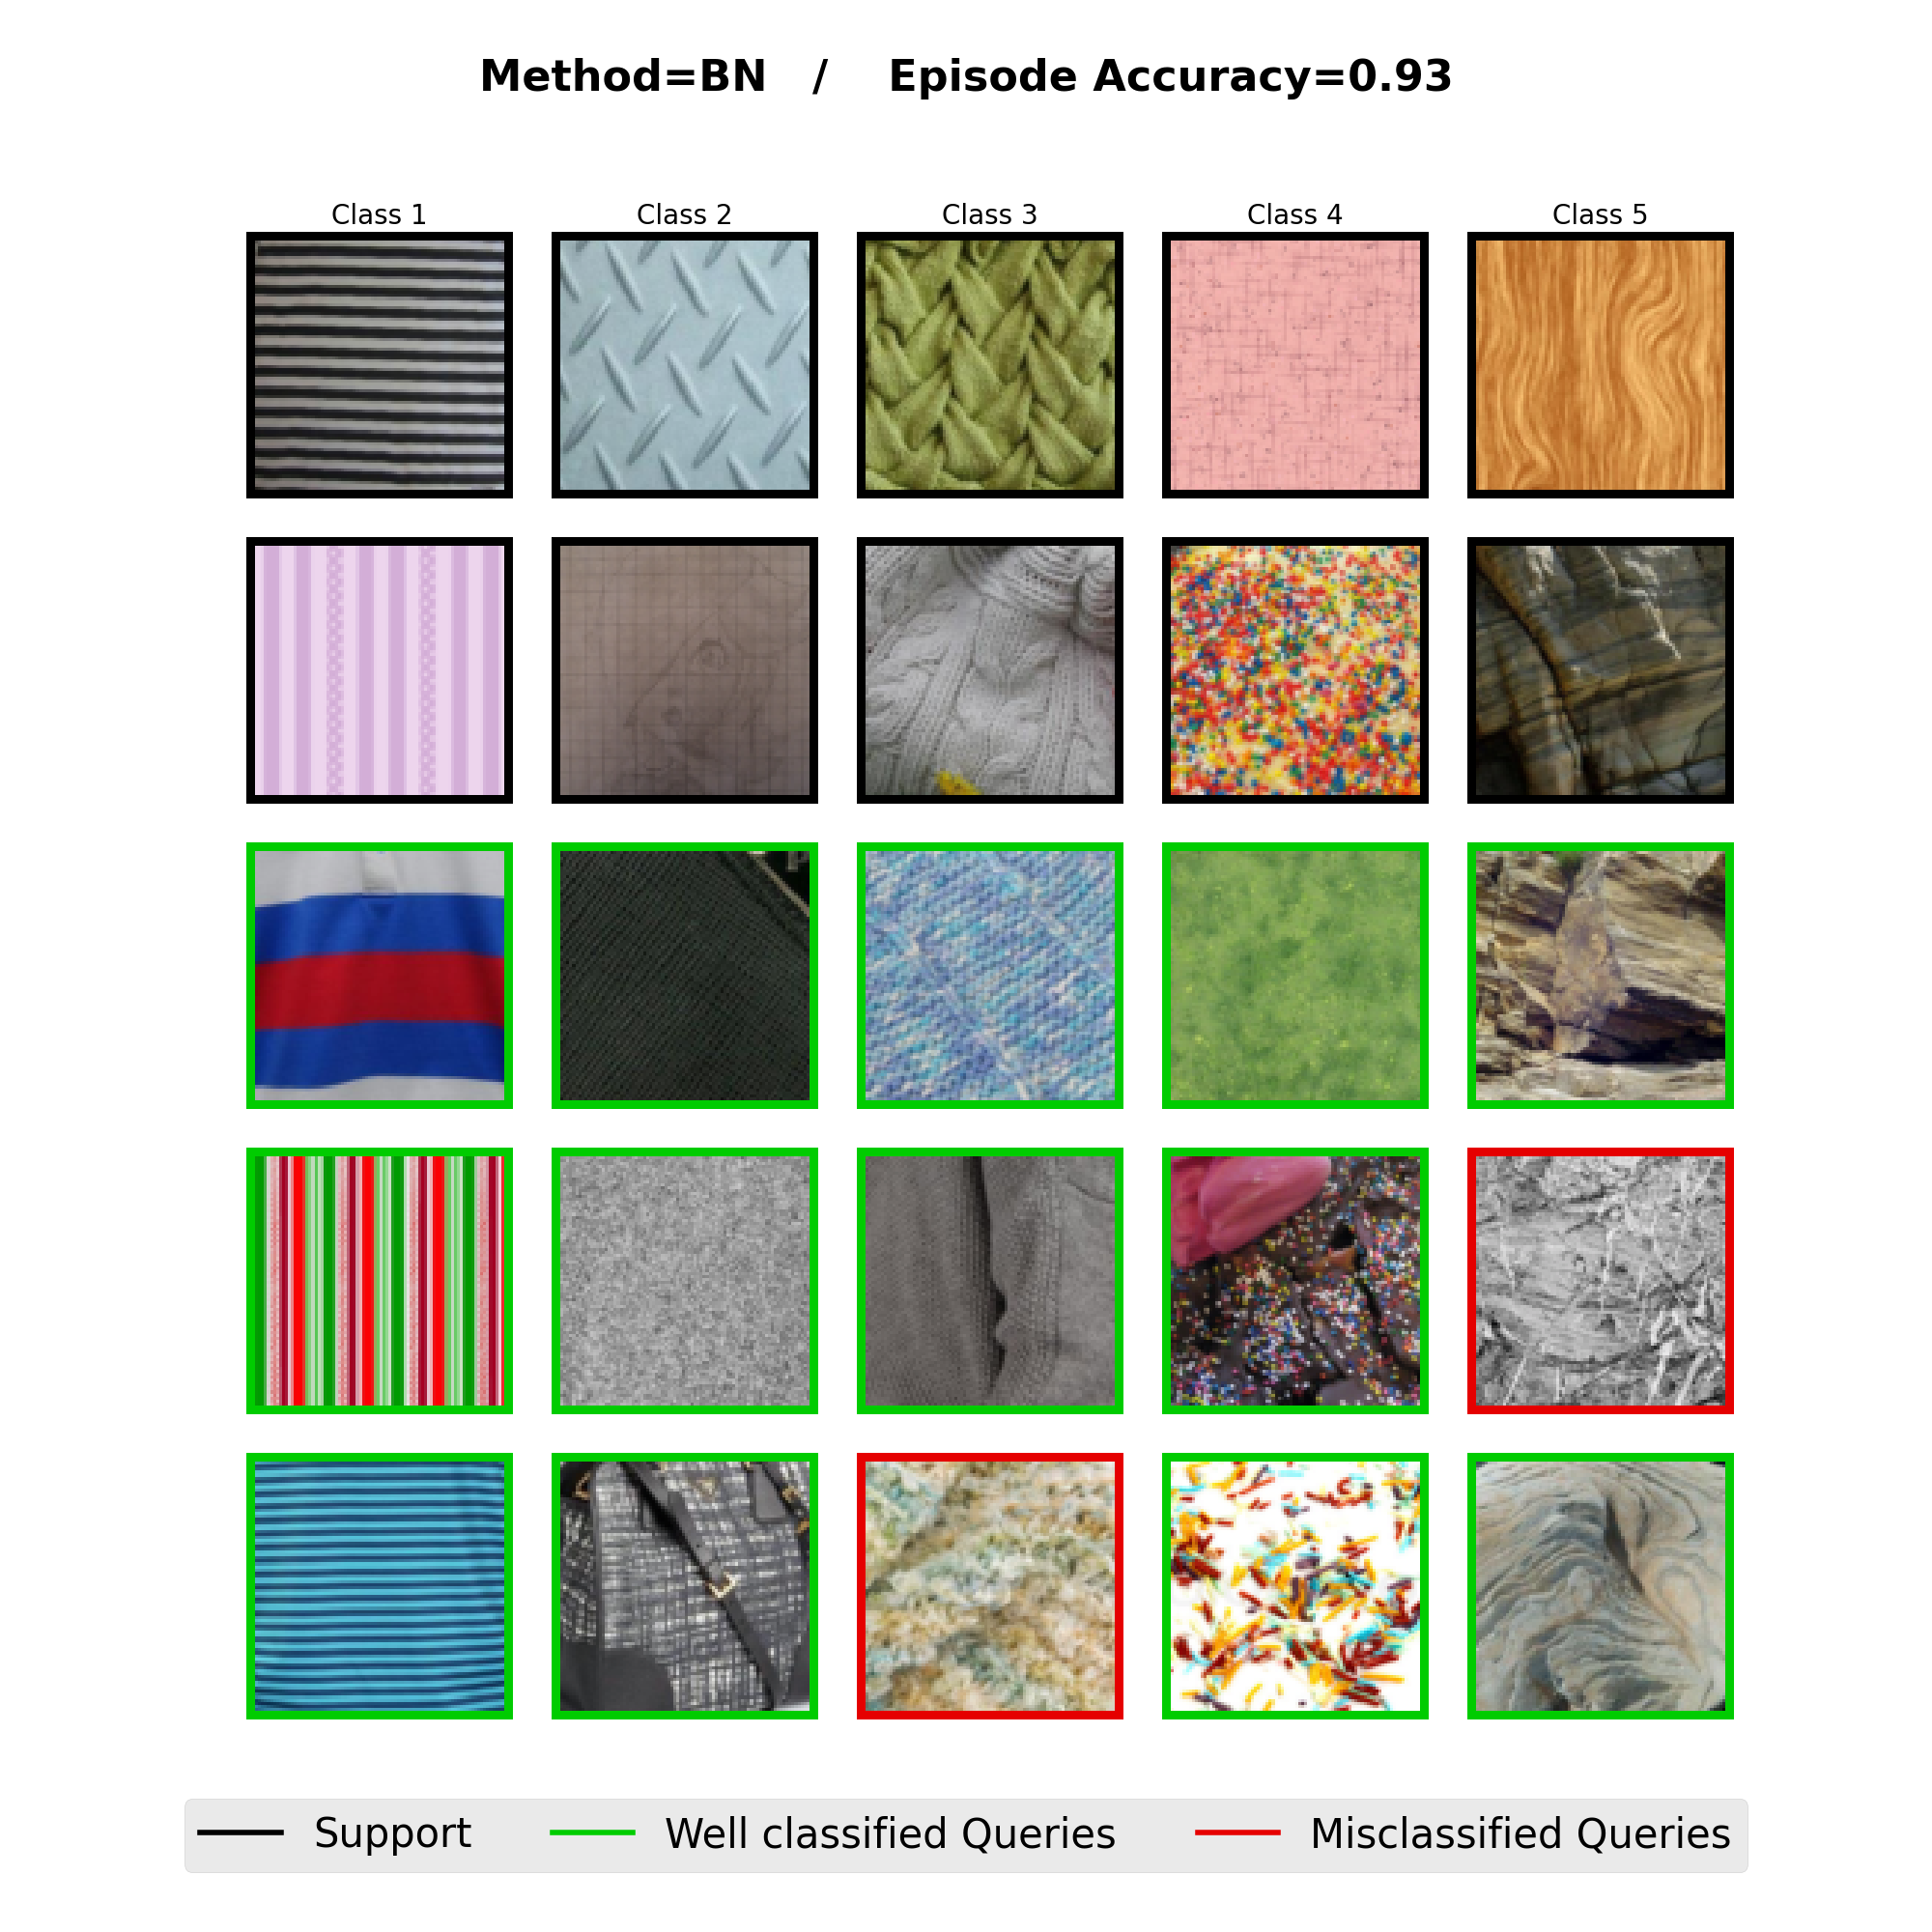 Method=BN / Episode Accuracy=0.93
Class 1 Class 2 Class 3 Class 4 Class 5
Support Well classified Queries Misclassified Queries